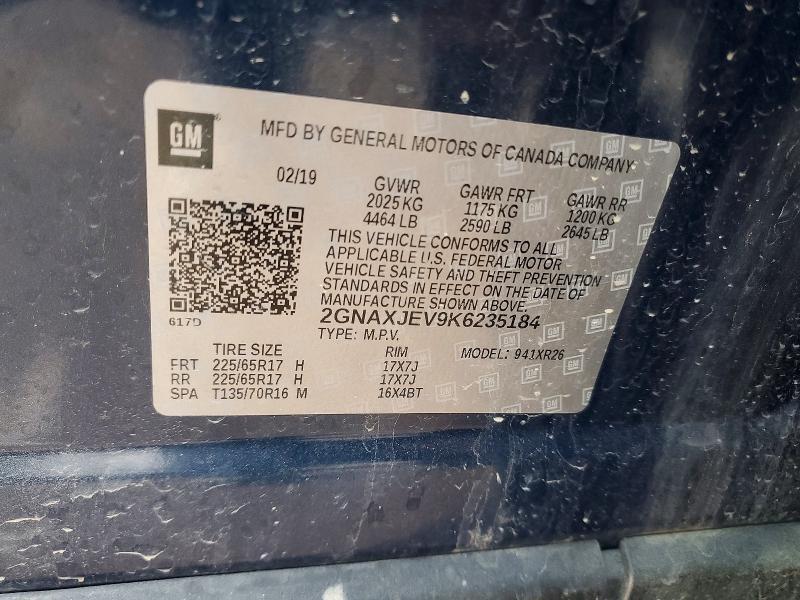 GM
MFD BY GENERAL MOTORS OF CANADA COMPANY
02/19 GVWR GAWR FRT GAWR RR
2025 KG 1175 KG 1200 KG
4464 LB 2590 LB 2645 LB
THIS VEHICLE CONFORMS TO ALL
APPLICABLE U.S. FEDERAL MOTOR
VEHICLE SAFETY AND THEFT PREVENTION
STANDARDS IN EFFECT ON THE DATE OF
MANUFACTURE SHOWN ABOVE.
617D
2GNAXJEV9K6235184
TYPE: M.P.V.
TIRE SIZE RIM MODEL: 941XR26
FRT 225/65R17 H 17X7J
RR 225/65R17 H 17X7J
SPA T135/70R16 M 16X4BT